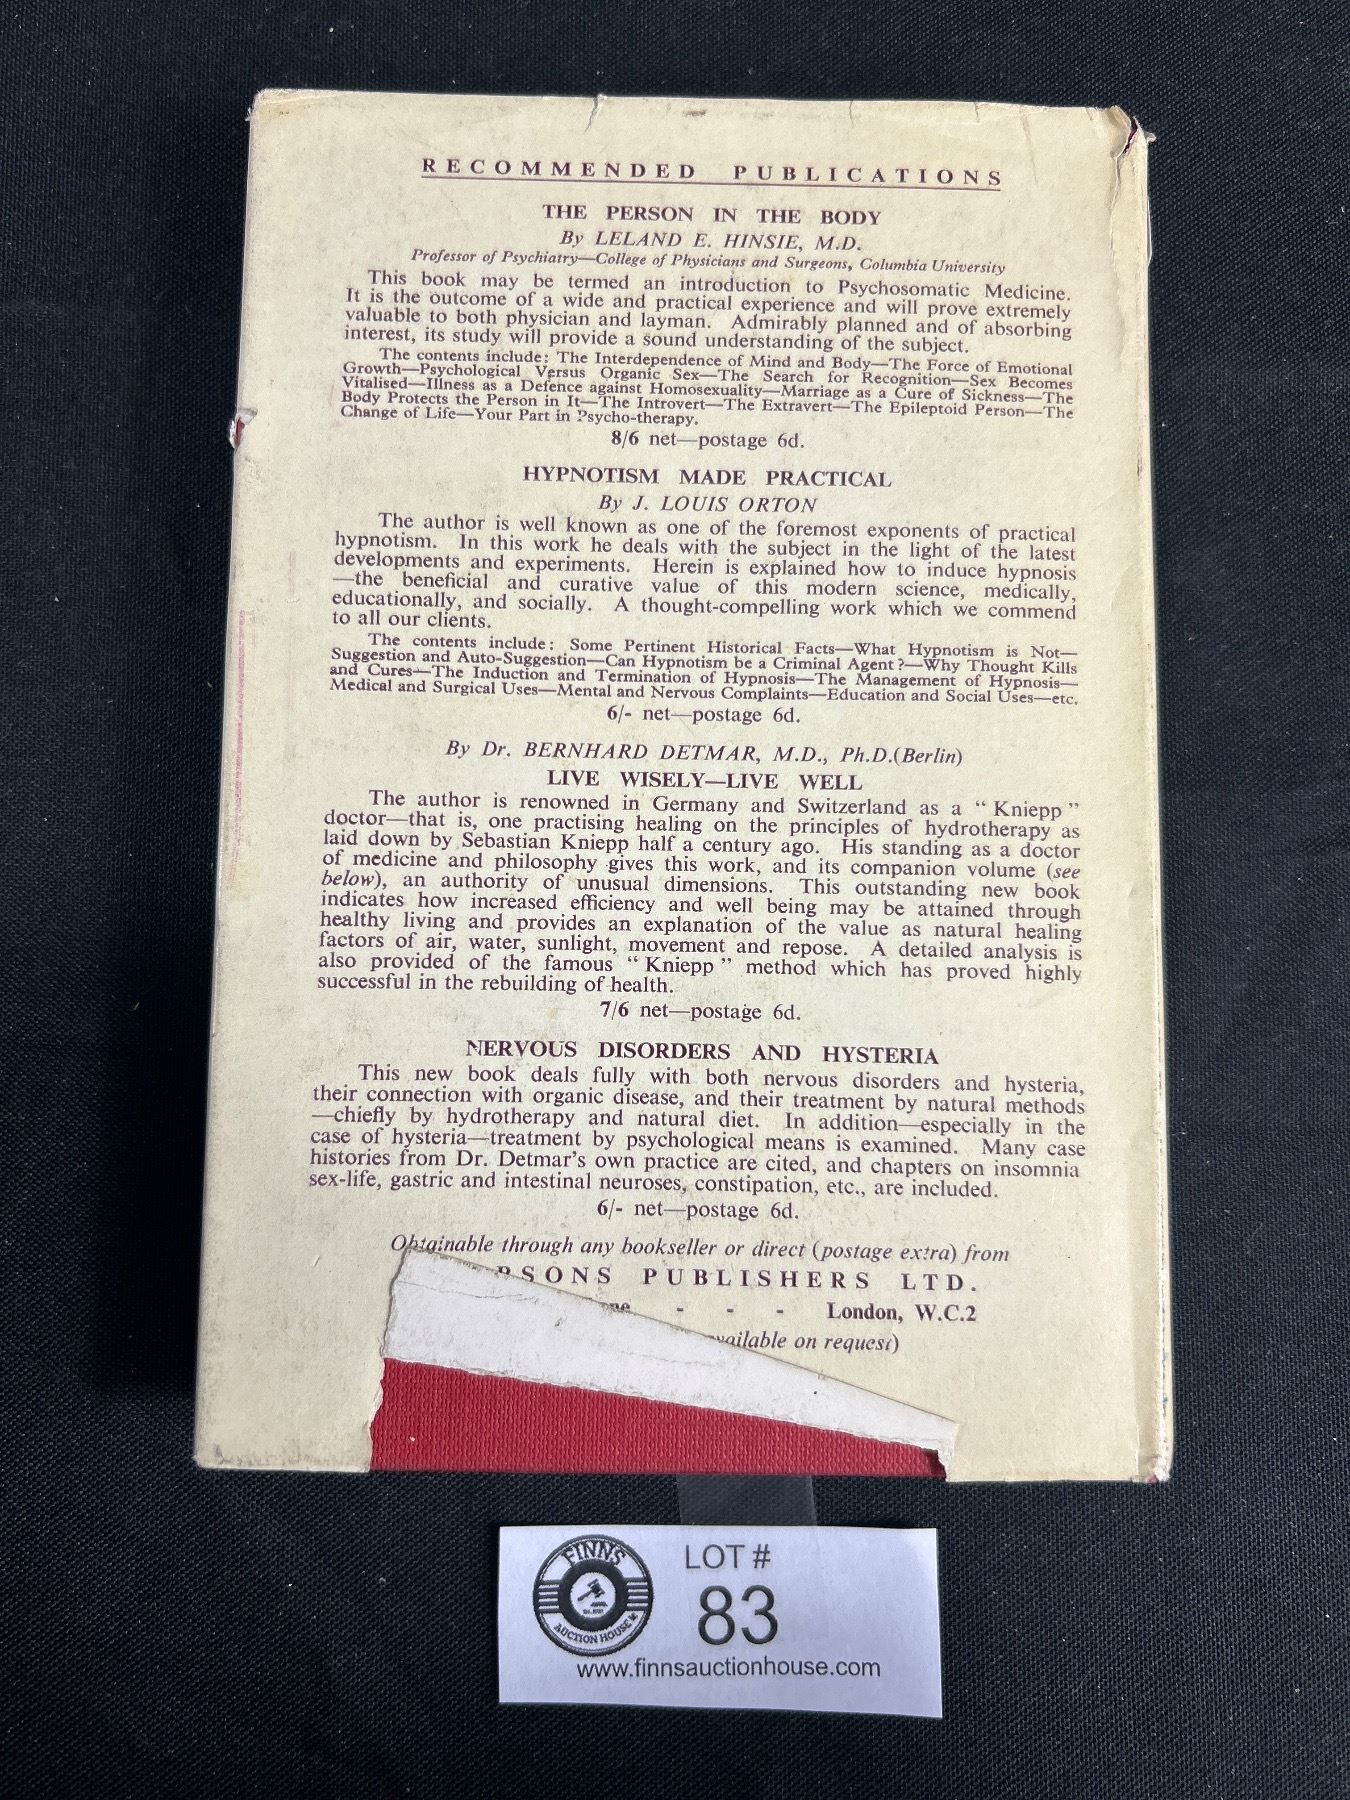 RECOMMENDED PUBLICATIONS
THE PERSON IN THE BODY
By LELAND E. HINSIE, M.D.
Professor of Psychiatry—College of Physicians and Surgeons, Columbia University
This book may be termed an introduction to Psychosomatic Medicine.
It is the outcome of a wide and practical experience and will prove extremely
valuable to both physician and layman. Admirably planned and of absorbing
interest, its study will provide a sound understanding of the subject.
The contents include: The Interdependence of Mind and Body—The Force of Emotional
Growth—Psychological Versus Organic Sex—The Search for Recognition—Sex Becomes
Vitalised—Illness as a Defence against Homosexuality—Marriage as a Cure of Sickness—The
Body Protects the Person in It—The Introvert—The Extravert—The Epileptoid Person—The
Change of Life—Your Part in Psycho-therapy.
8/6 net—postage 6d.
HYPNOTISM MADE PRACTICAL
By J. LOUIS ORTON
The author is well known as one of the foremost exponents of practical
hypnotism. In this work he deals with the subject in the light of the latest
developments and experiments. Herein is explained how to induce hypnosis
—the beneficial and curative value of this modern science, medically,
educationally, and socially. A thought-compelling work which we commend
to all our clients.
The contents include: Some Pertinent Historical Facts—What Hypnotism is Not—
Suggestion and Auto-Suggestion—Can Hypnotism be a Criminal Agent?—Why Thought Kills
and Cures—The Induction and Termination of Hypnosis—The Management of Hypnosis—
Medical and Surgical Uses—Mental and Nervous Complaints—Education and Social Uses—etc.
6/- net—postage 6d.
By Dr. BERNHARD DETMAR, M.D., Ph.D.(Berlin)
LIVE WISELY—LIVE WELL
The author is renowned in Germany and Switzerland as a "Kniepp"
doctor—that is, one practising healing on the principles of hydrotherapy as
laid down by Sebastian Kniepp half a century ago. His standing as a doctor
of medicine and philosophy gives this work, and its companion volume (see
below), an authority of unusual dimensions. This outstanding new book
indicates how increased efficiency and well being may be attained through
healthy living and provides an explanation of the value as natural healing
factors of air, water, sunlight, movement and repose. A detailed analysis is
also provided of the famous "Kniepp" method which has proved highly
successful in the rebuilding of health.
7/6 net—postage 6d.
NERVOUS DISORDERS AND HYSTERIA
This new book deals fully with both nervous disorders and hysteria,
their connection with organic disease, and their treatment by natural methods
—chiefly by hydrotherapy and natural diet. In addition—especially in the
case of hysteria—treatment by psychological means is examined. Many case
histories from Dr. Detmar's own practice are cited, and chapters on insomnia
sex-life, gastric and intestinal neuroses, constipation, etc., are included.
6/- net—postage 6d.
Obtainable through any bookseller or direct (postage extra) from
RSONS PUBLISHERS LTD.
ne - - - London, W.C.2
available on request)
FINNS
AUCTION HOUSE
LOT #
83
www.finnsauctionhouse.com